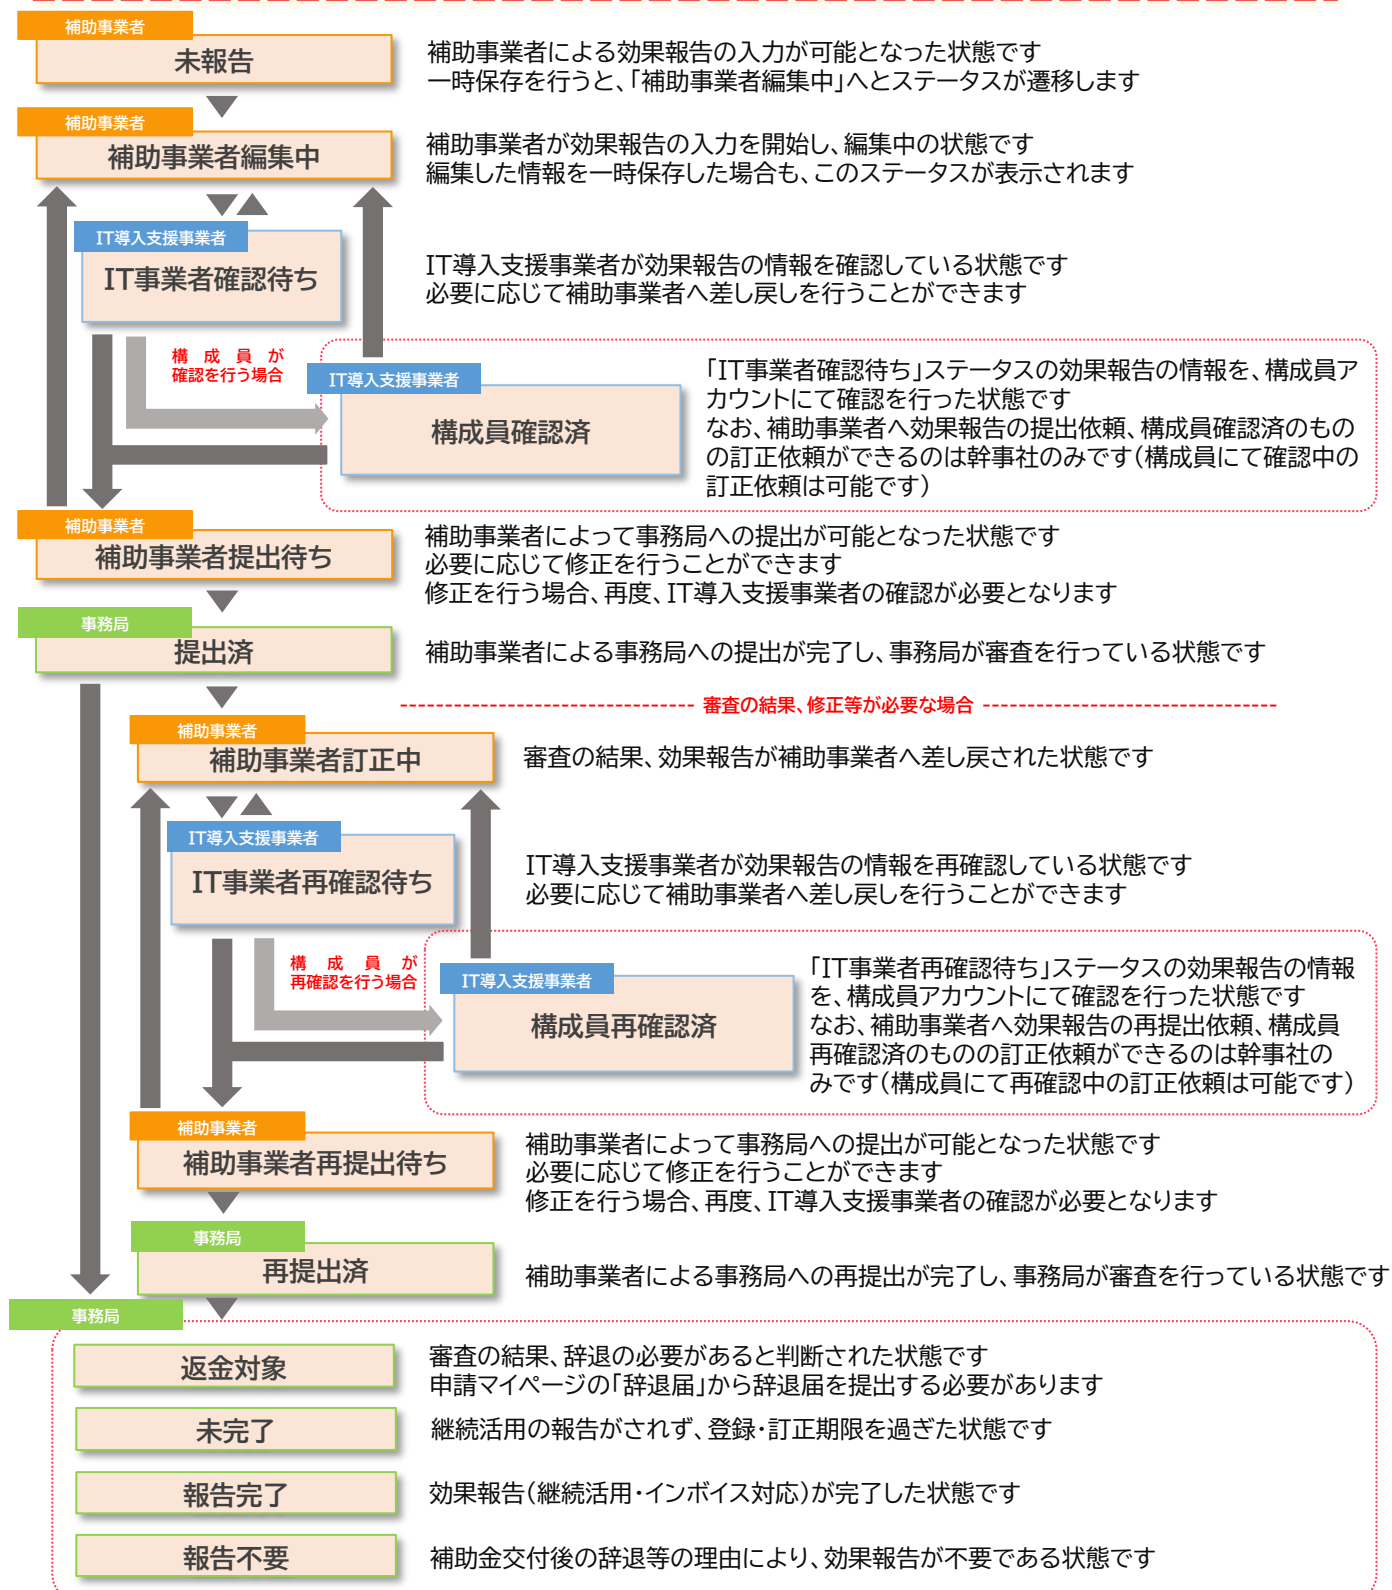 補助事業者
未報告
補助事業者による効果報告の入力が可能となった状態です
一時保存を行うと、「補助事業者編集中」へとステータスが遷移します
補助事業者
補助事業者編集中
補助事業者が効果報告の入力を開始し、編集中の状態です
編集した情報を一時保存した場合も、このステータスが表示されます
IT導入支援事業者
IT事業者確認待ち
IT導入支援事業者が効果報告の情報を確認している状態です
必要に応じて補助事業者へ差し戻しを行うことができます
構成員が
確認を行う場合
IT導入支援事業者
構成員確認済
「IT事業者確認待ち」ステータスの効果報告の情報を、構成員ア
カウントにて確認を行った状態です
なお、補助事業者へ効果報告の提出依頼、構成員確認済のもの
の訂正依頼ができるのは幹事社のみです(構成員にて確認中の
訂正依頼は可能です)
補助事業者
補助事業者提出待ち
補助事業者によって事務局への提出が可能となった状態です
必要に応じて修正を行うことができます
修正を行う場合、再度、IT導入支援事業者の確認が必要となります
事務局
提出済
補助事業者による事務局への提出が完了し、事務局が審査を行っている状態です
審査の結果、修正等が必要な場合
補助事業者
補助事業者訂正中
審査の結果、効果報告が補助事業者へ差し戻された状態です
IT導入支援事業者
IT事業者再確認待ち
IT導入支援事業者が効果報告の情報を再確認している状態です
必要に応じて補助事業者へ差し戻しを行うことができます
構成員が
再確認を行う場合
IT導入支援事業者
構成員再確認済
「IT事業者再確認待ち」ステータスの効果報告の情報
を、構成員アカウントにて確認を行った状態です
なお、補助事業者へ効果報告の再提出依頼、構成員
再確認済のものの訂正依頼ができるのは幹事社の
みです(構成員にて再確認中の訂正依頼は可能です)
補助事業者
補助事業者再提出待ち
補助事業者によって事務局への提出が可能となった状態です
必要に応じて修正を行うことができます
修正を行う場合、再度、IT導入支援事業者の確認が必要となります
事務局
再提出済
補助事業者による事務局への再提出が完了し、事務局が審査を行っている状態です
事務局
返金対象
審査の結果、辞退の必要があると判断された状態です
申請マイページの「辞退届」から辞退届を提出する必要があります
未完了
継続活用の報告がされず、登録・訂正期限を過ぎた状態です
報告完了
効果報告(継続活用・インボイス対応)が完了した状態です
報告不要
補助金交付後の辞退等の理由により、効果報告が不要である状態です